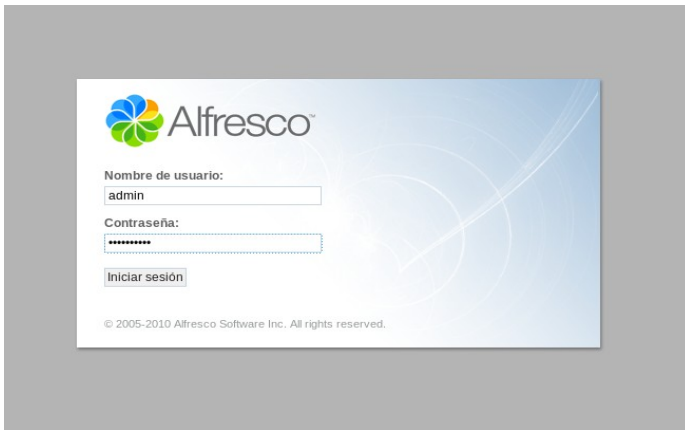 Alfresco™
Nombre de usuario:
admin
Contraseña:
••••••••••
Iniciar sesión
© 2005-2010 Alfresco Software Inc. All rights reserved.